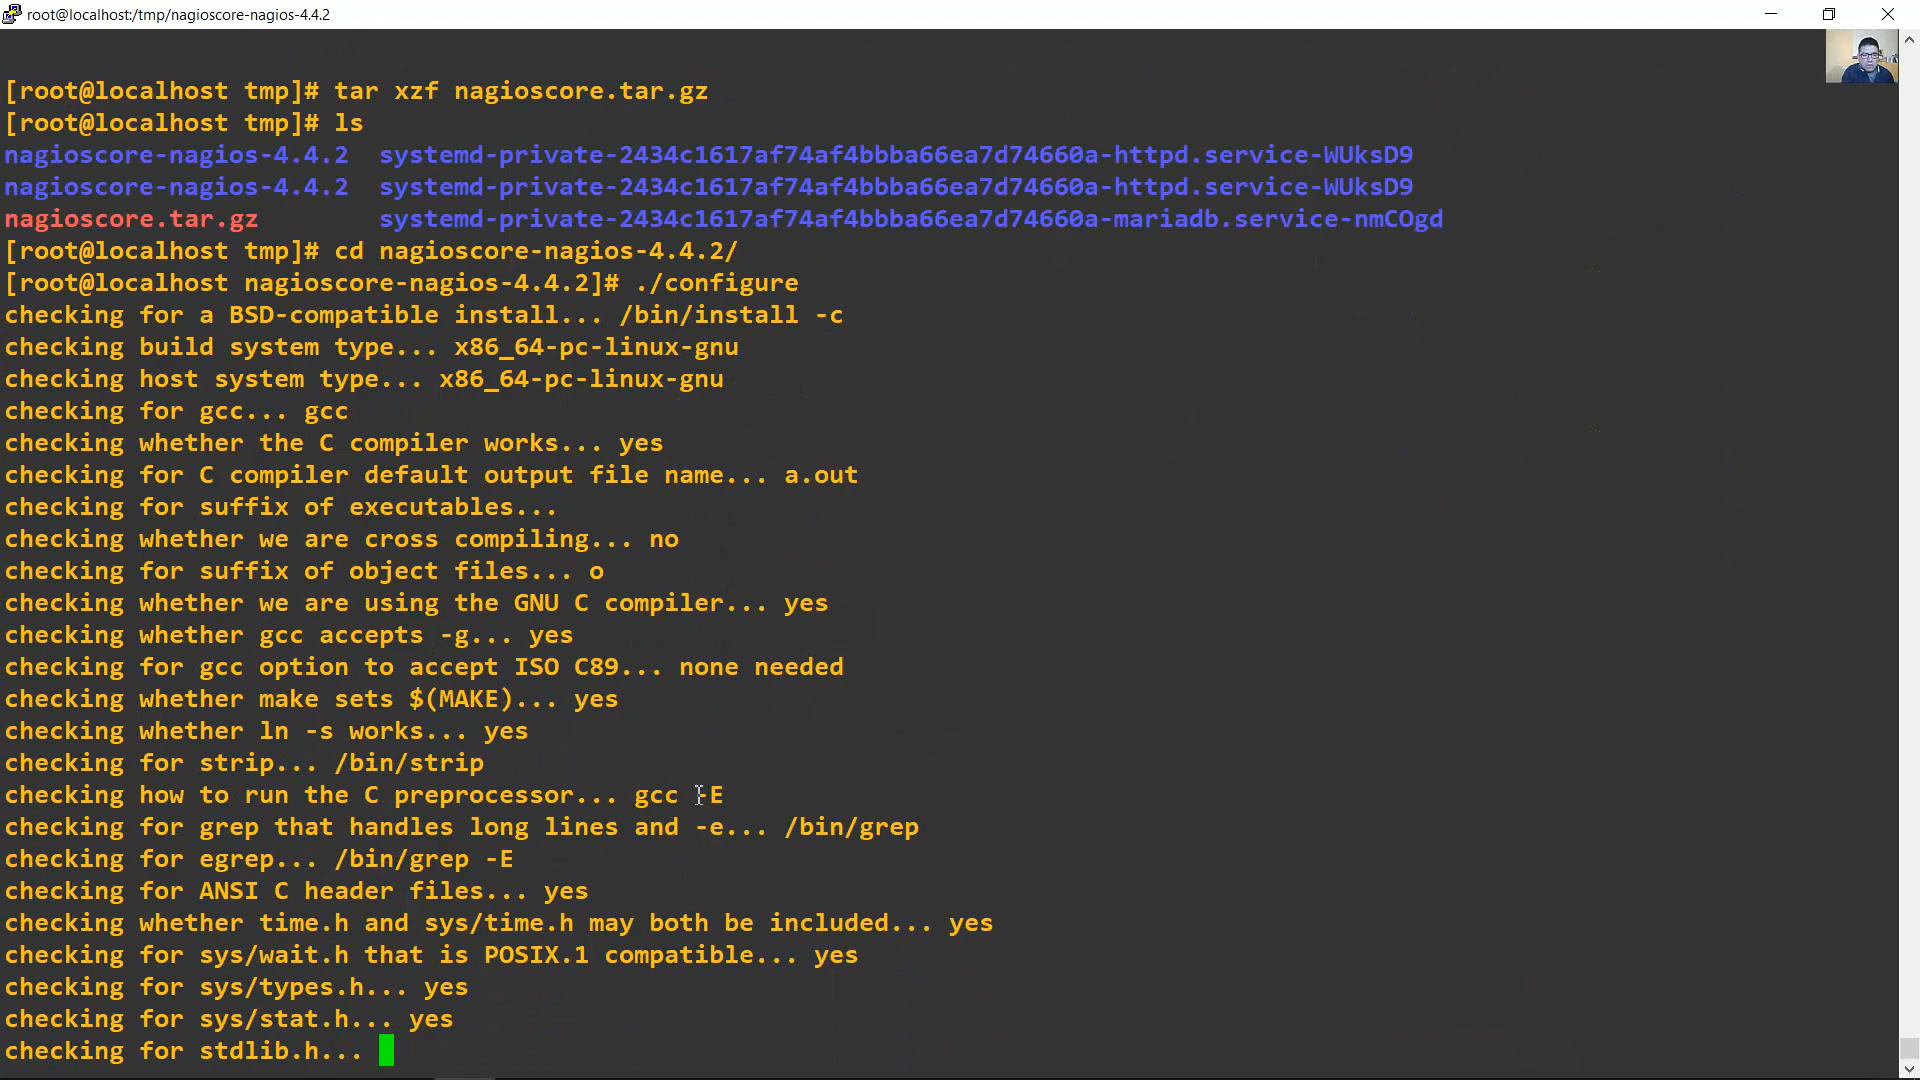 root@localhost:/tmp/nagioscore-nagios-4.4.2
[root@localhost tmp]# tar xzf nagioscore.tar.gz
[root@localhost tmp]# ls
nagioscore-nagios-4.4.2  systemd-private-2434c1617af74af4bbba66ea7d74660a-httpd.service-WUksD9
nagioscore-nagios-4.4.2  systemd-private-2434c1617af74af4bbba66ea7d74660a-httpd.service-WUksD9
nagioscore.tar.gz        systemd-private-2434c1617af74af4bbba66ea7d74660a-mariadb.service-nmCOgd
[root@localhost tmp]# cd nagioscore-nagios-4.4.2/
[root@localhost nagioscore-nagios-4.4.2]# ./configure
checking for a BSD-compatible install... /bin/install -c
checking build system type... x86_64-pc-linux-gnu
checking host system type... x86_64-pc-linux-gnu
checking for gcc... gcc
checking whether the C compiler works... yes
checking for C compiler default output file name... a.out
checking for suffix of executables...
checking whether we are cross compiling... no
checking for suffix of object files... o
checking whether we are using the GNU C compiler... yes
checking whether gcc accepts -g... yes
checking for gcc option to accept ISO C89... none needed
checking whether make sets $(MAKE)... yes
checking whether ln -s works... yes
checking for strip... /bin/strip
checking how to run the C preprocessor... gcc -E
checking for grep that handles long lines and -e... /bin/grep
checking for egrep... /bin/grep -E
checking for ANSI C header files... yes
checking whether time.h and sys/time.h may both be included... yes
checking for sys/wait.h that is POSIX.1 compatible... yes
checking for sys/types.h... yes
checking for sys/stat.h... yes
checking for stdlib.h...